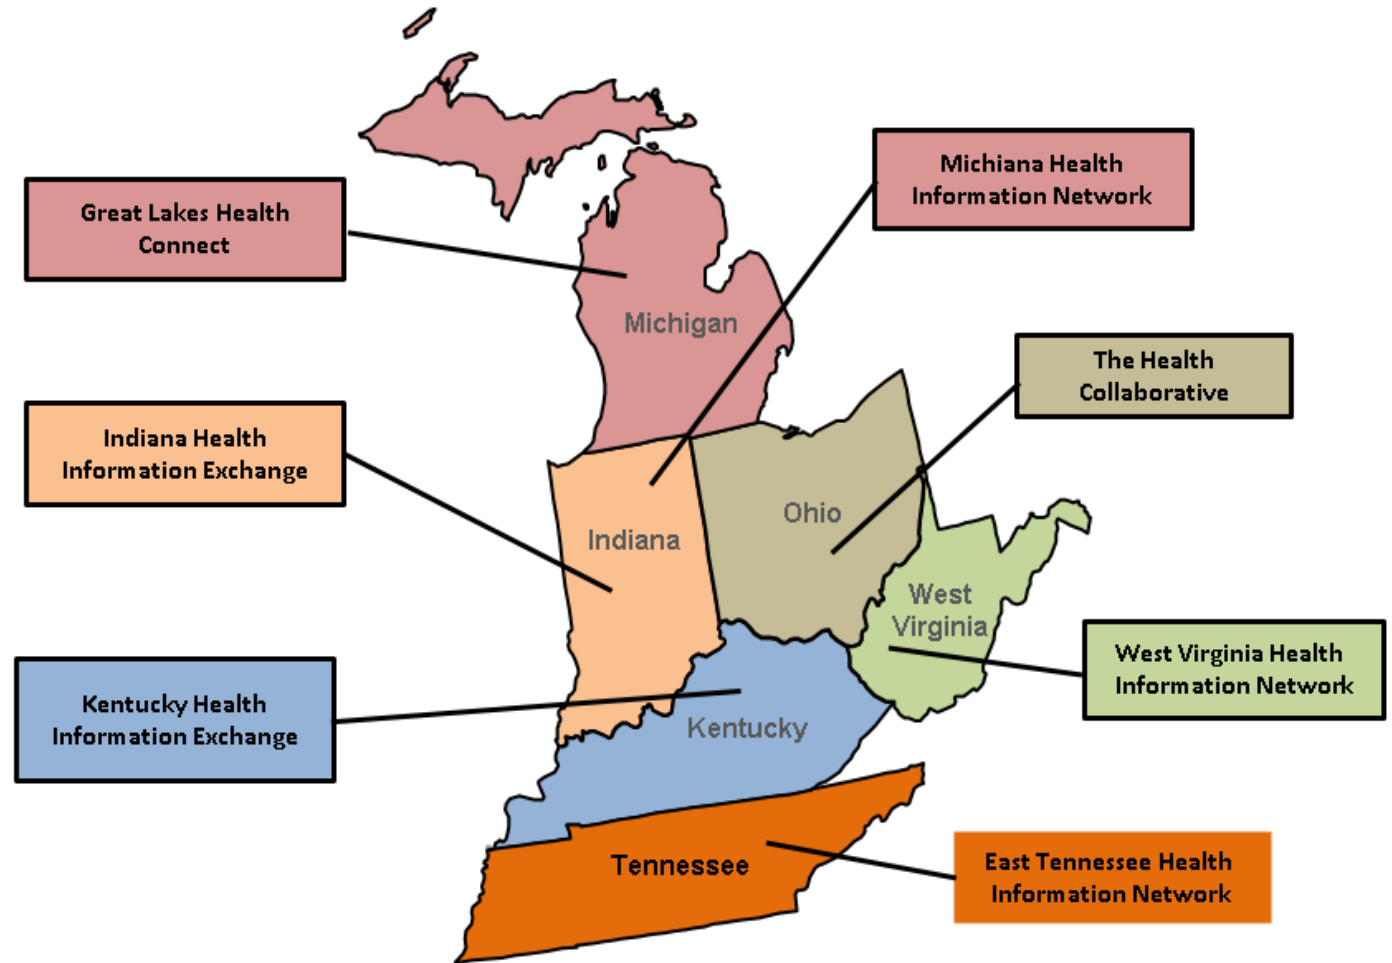 Michiana Health
Information Network
Great Lakes Health
Connect
Michigan
The Health
Collaborative
Indiana Health
Information Exchange
Ohio
Indiana
West
Virginia
West Virginia Health
Information Network
Kentucky Health
Information Exchange
Kentucky
Tennessee
East Tennessee Health
Information Network